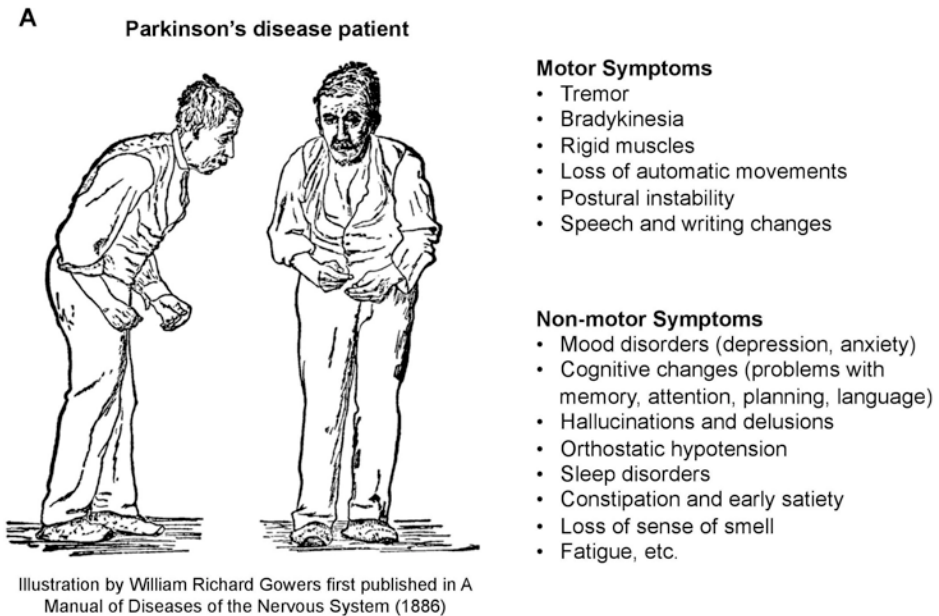 A
Parkinson’s disease patient
Motor Symptoms
• Tremor
• Bradykinesia
• Rigid muscles
• Loss of automatic movements
• Postural instability
• Speech and writing changes
Non-motor Symptoms
• Mood disorders (depression, anxiety)
• Cognitive changes (problems with
memory, attention, planning, language)
• Hallucinations and delusions
• Orthostatic hypotension
• Sleep disorders
• Constipation and early satiety
• Loss of sense of smell
• Fatigue, etc.
Illustration by William Richard Gowers first published in A
Manual of Diseases of the Nervous System (1886)